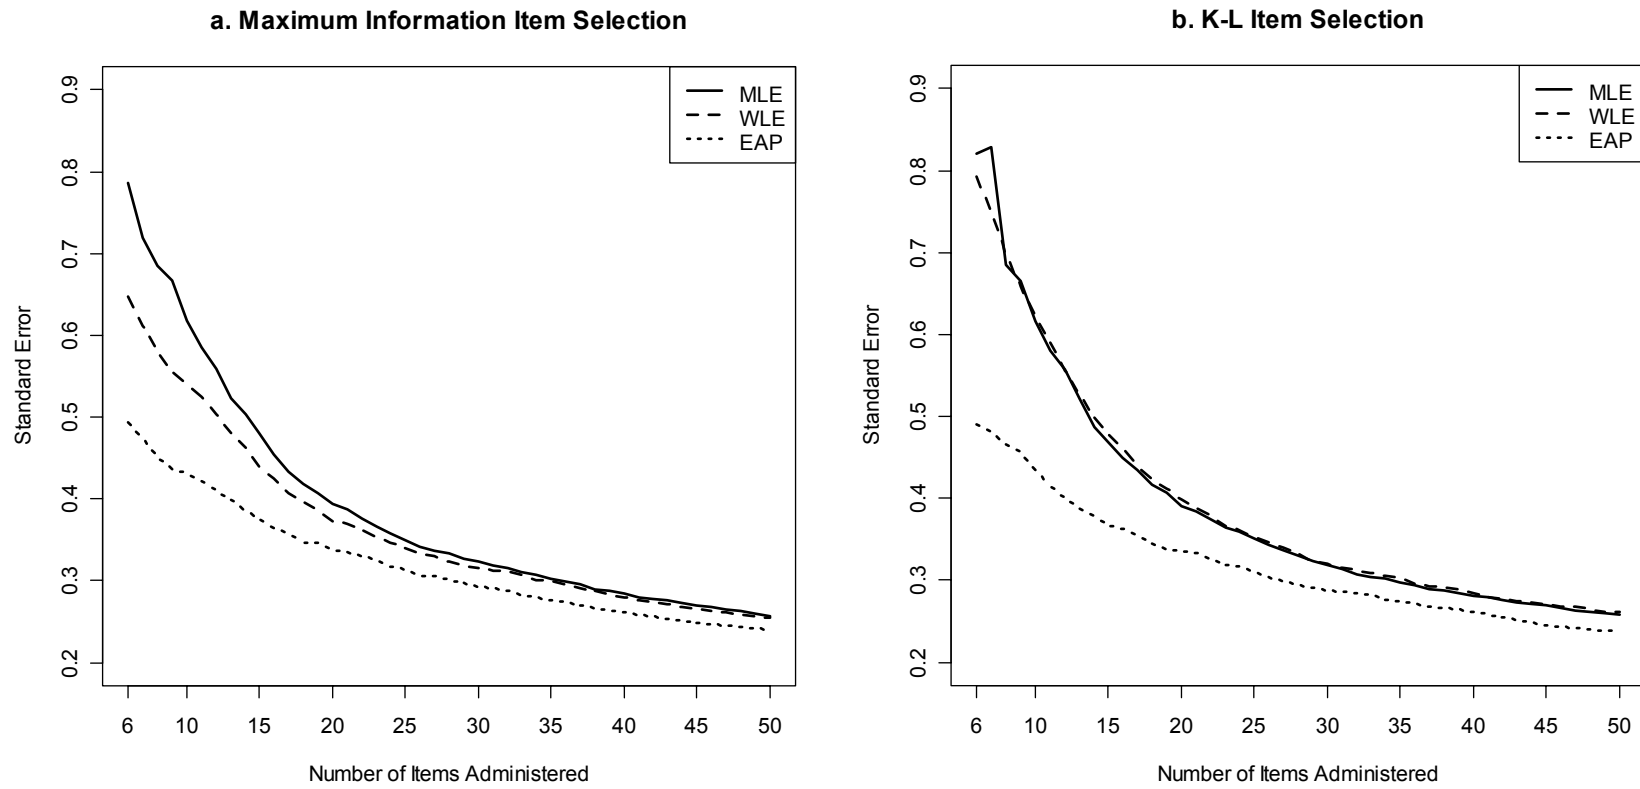 a. Maximum Information Item Selection
MLE
WLE
EAP
Standard Error
0.9
0.8
0.7
0.6
0.5
0.4
0.3
0.2
6 10 15 20 25 30 35 40 45 50
Number of Items Administered
b. K-L Item Selection
MLE
WLE
EAP
Standard Error
0.9
0.8
0.7
0.6
0.5
0.4
0.3
0.2
6 10 15 20 25 30 35 40 45 50
Number of Items Administered